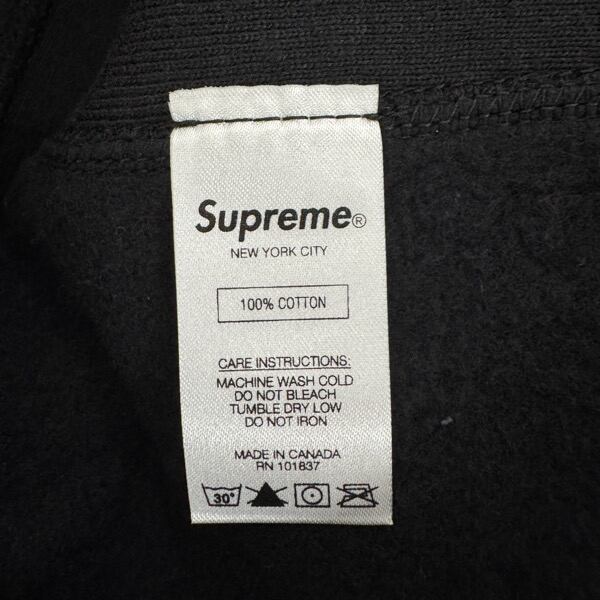 Supreme®
NEW YORK CITY
100% COTTON
CARE INSTRUCTIONS:
MACHINE WASH COLD
DO NOT BLEACH
TUMBLE DRY LOW
DO NOT IRON
MADE IN CANADA
RN 101837
30°